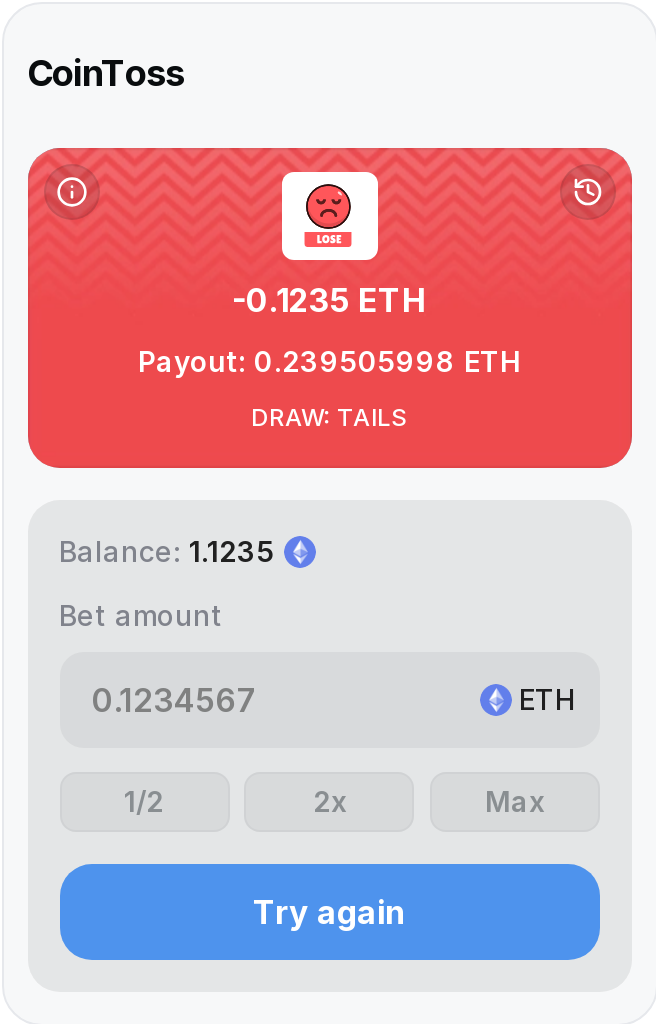 CoinToss
LOSE
-0.1235 ETH
Payout: 0.239505998 ETH
DRAW: TAILS
Balance: 1.1235
Bet amount
0.1234567 ETH
1/2 2x Max
Try again